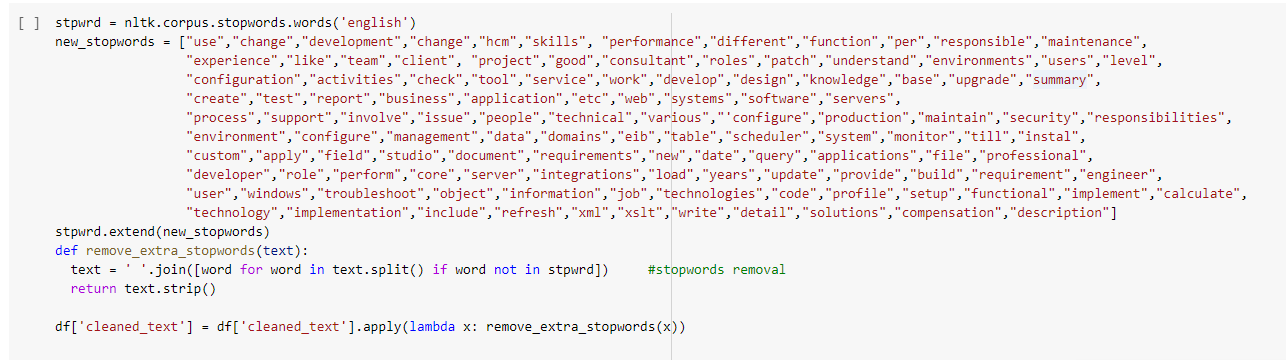 [ ] stpwrd = nltk.corpus.stopwords.words('english')
new_stopwords = ["use","change","development","change","hcm","skills", "performance","different","function","per","responsible","maintenance",
"experience","like","team","client", "project","good","consultant","roles","patch","understand","environments","users","level",
"configuration","activities","check","tool","service","work","develop","design","knowledge","base","upgrade","summary",
"create","test","report","business","application","etc","web","systems","software","servers",
"process","support","involve","issue","people","technical","various","'configure","production","maintain","security","responsibilities",
"environment","configure","management","data","domains","eib","table","scheduler","system","monitor","till","instal",
"custom","apply","field","studio","document","requirements","new","date","query","applications","file","professional",
"developer","role","perform","core","server","integrations","load","years","update","provide","build","requirement","engineer",
"user","windows","troubleshoot","object","information","job","technologies","code","profile","setup","functional","implement","calculate",
"technology","implementation","include","refresh","xml","xslt","write","detail","solutions","compensation","description"]
stpwrd.extend(new_stopwords)
def remove_extra_stopwords(text):
  text = ' '.join([word for word in text.split() if word not in stpwrd])     #stopwords removal
  return text.strip()
df['cleaned_text'] = df['cleaned_text'].apply(lambda x: remove_extra_stopwords(x))